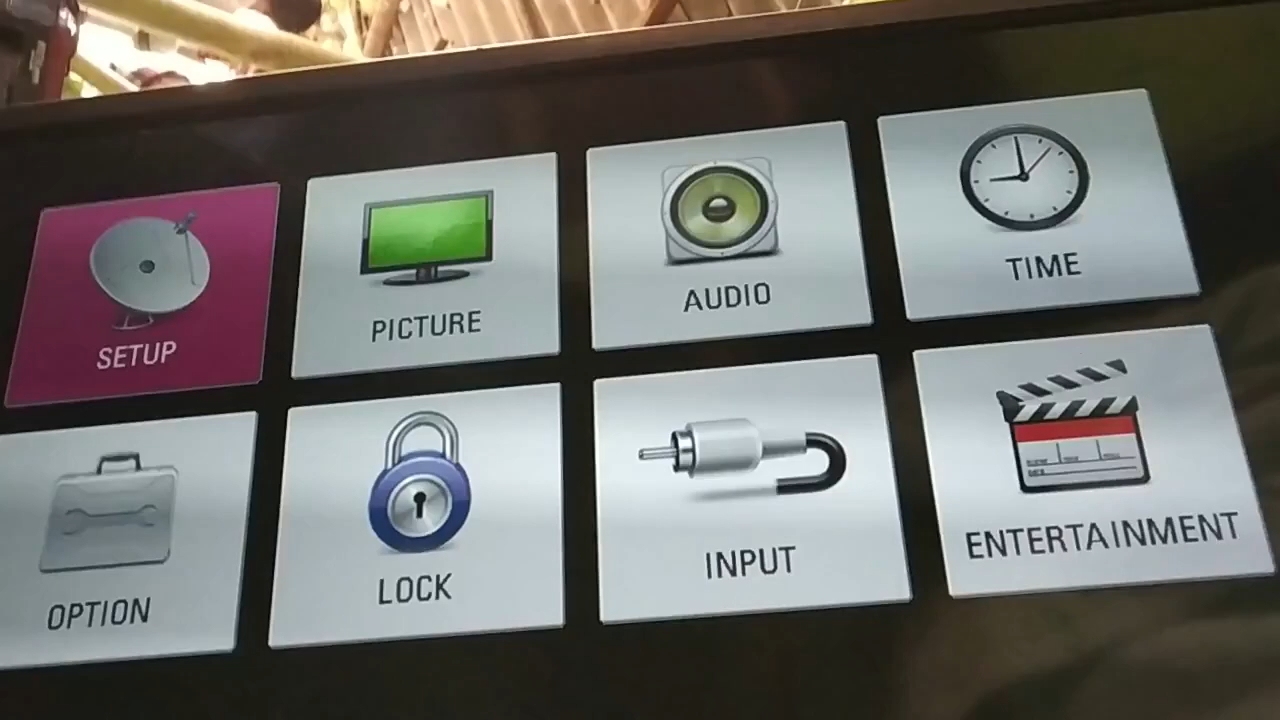 SETUP
PICTURE
AUDIO
TIME
OPTION
LOCK
INPUT
ENTERTAINMENT